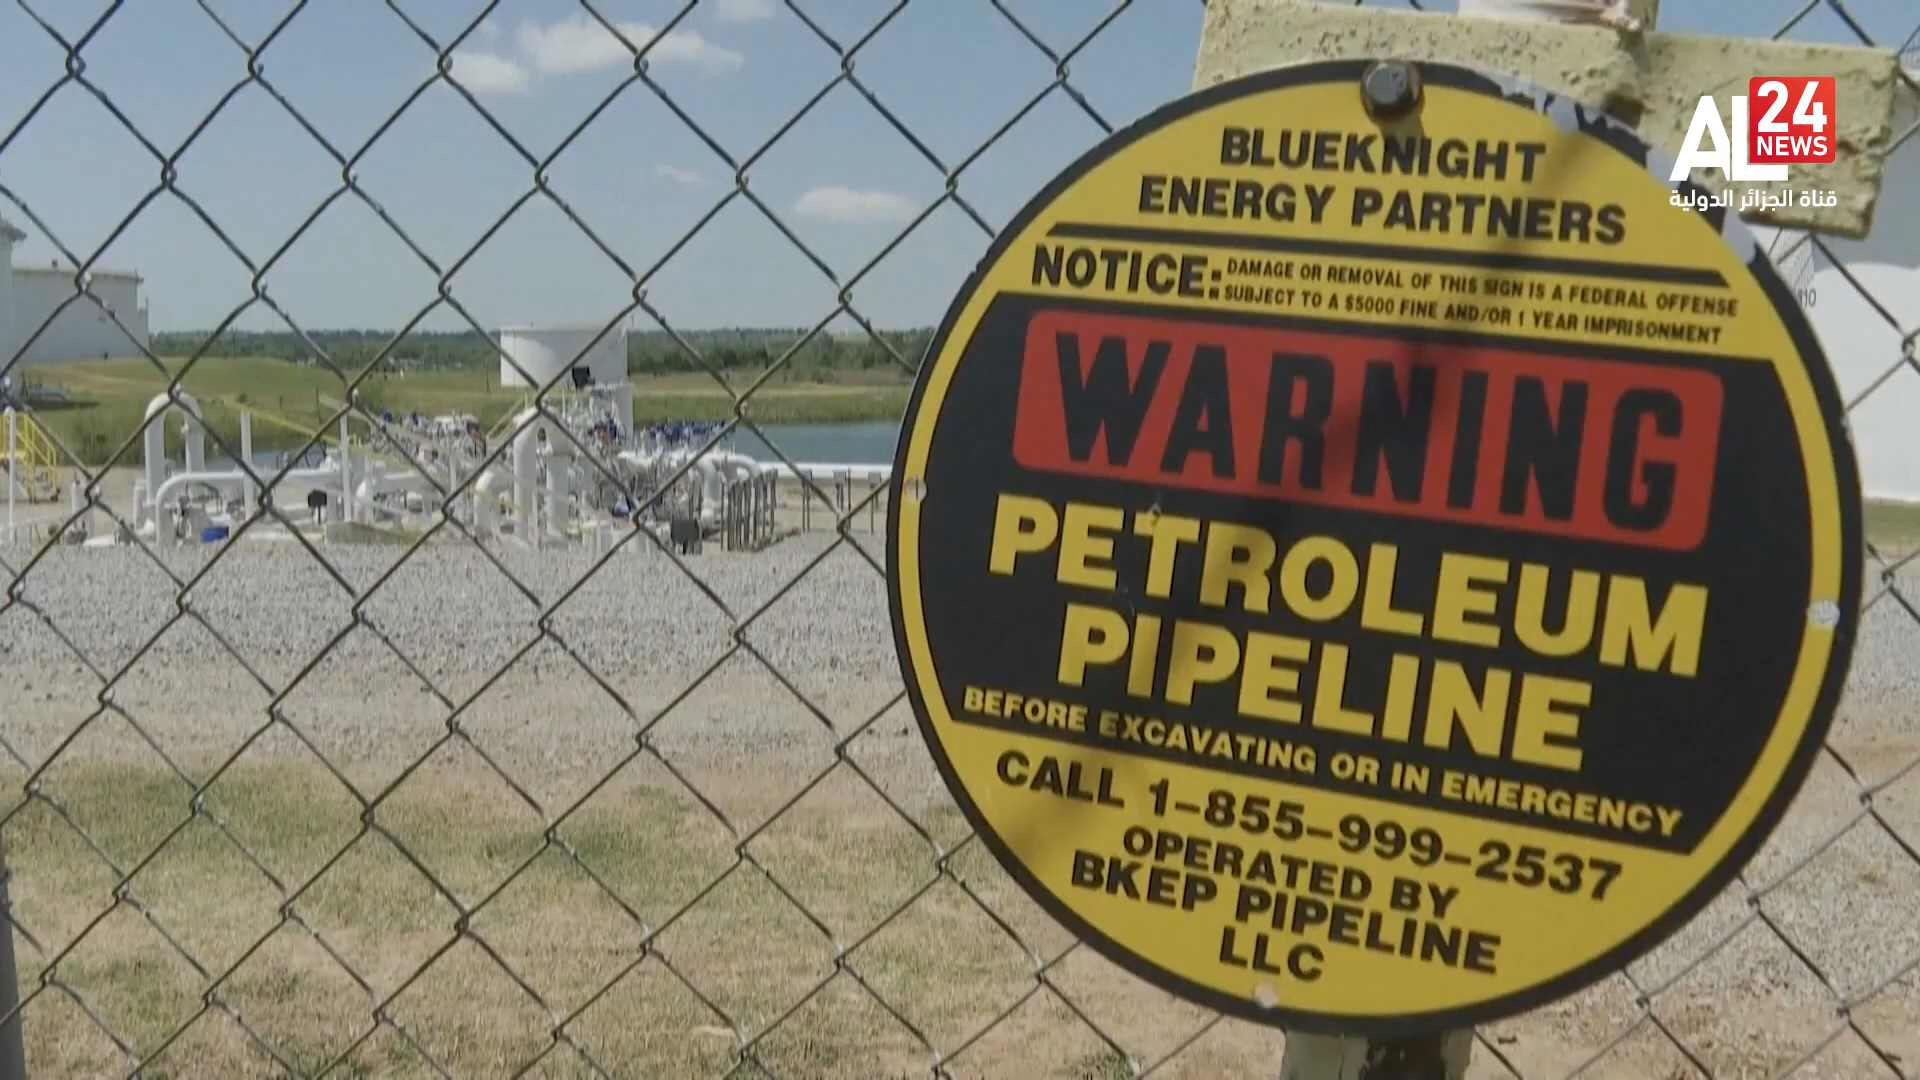 BLUEKNIGHT
ENERGY PARTNERS
NOTICE: DAMAGE OR REMOVAL OF THIS SIGN IS A FEDERAL OFFENSE
SUBJECT TO A $5000 FINE AND/OR 1 YEAR IMPRISONMENT
WARNING
PETROLEUM
PIPELINE
BEFORE EXCAVATING OR IN EMERGENCY
CALL 1-855-999-2537
OPERATED BY
BKEP PIPELINE
LLC
AL 24
NEWS
قناة الجزائر الدولية